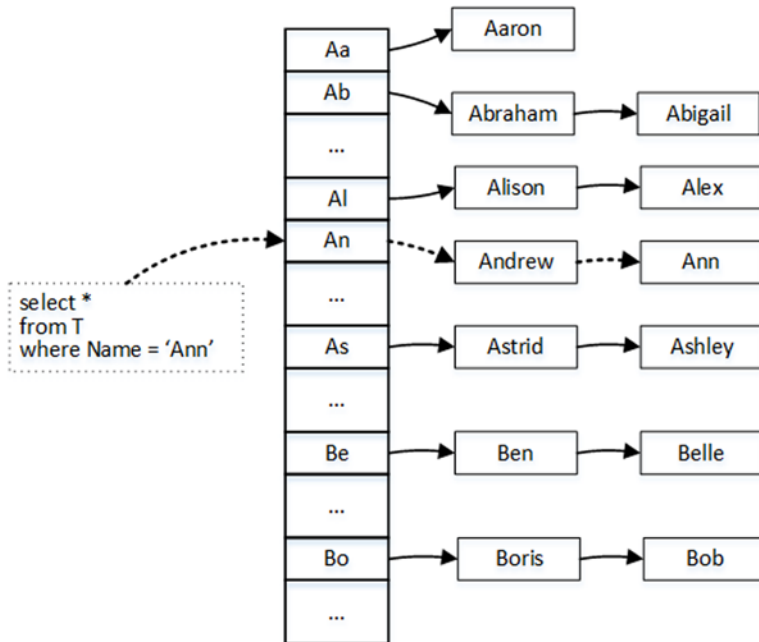 Aa
Aaron
Ab
Abraham
Abigail
...
Al
Alison
Alex
An
Andrew
Ann
select *
from T
where Name = ‘Ann’
...
As
Astrid
Ashley
...
Be
Ben
Belle
...
Bo
Boris
Bob
...